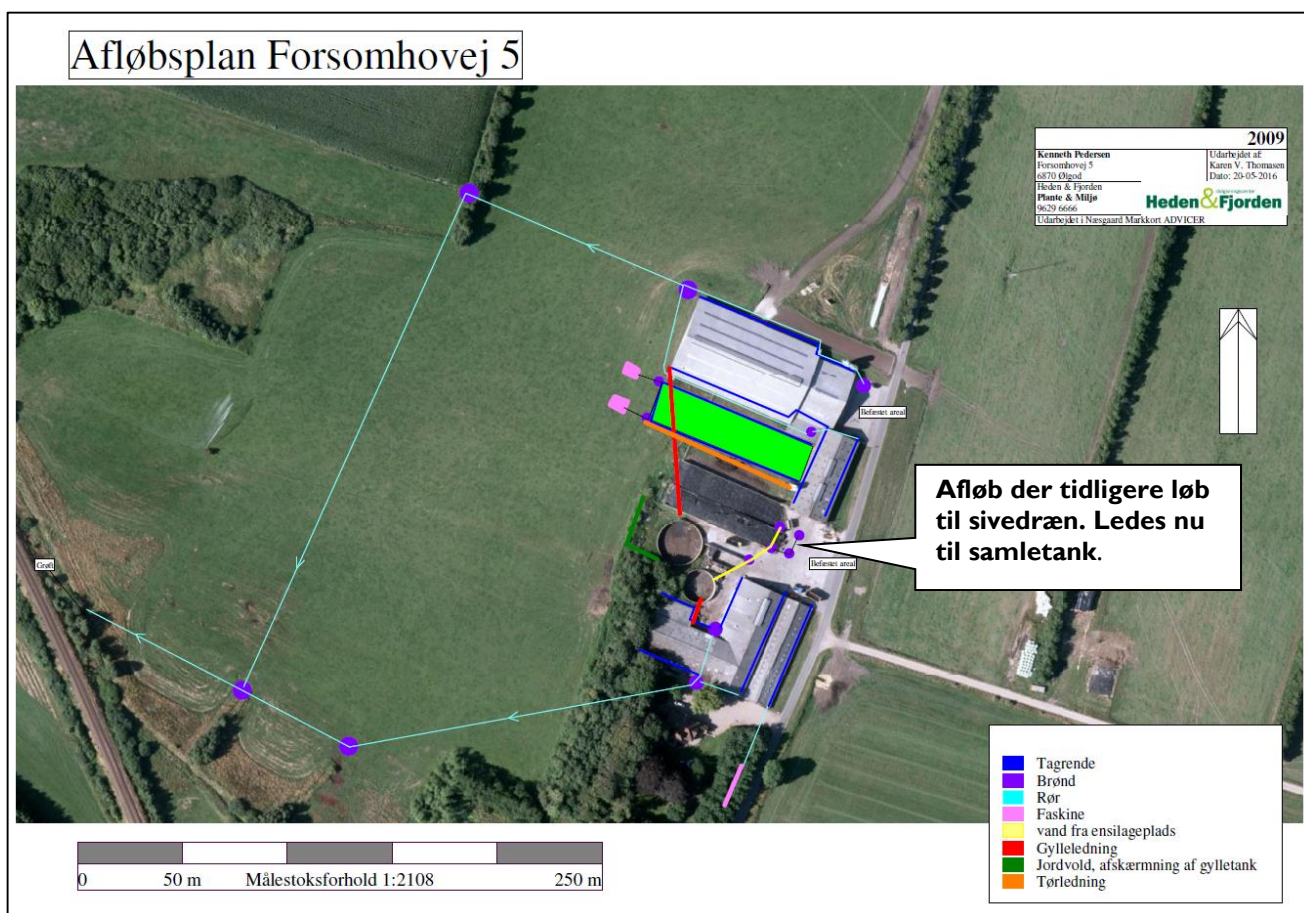 Afløbsplan Forsomhovej 5
2009
Kenneth Pedersen
Forsomhovej 5
6870 Ølgod
Udarbejdet af:
Karen V. Thomasen
Dato: 20-05-2016
Heden & Fjorden
Plante & Miljø
9629 6666
Heden & Fjorden
Udarbejdet i Næsgaard Markkort ADVICER
Befæstet areal
Afløb der tidligere løb
til sivedræn. Ledes nu
til samletank.
Befæstet areal
Grøft
Tagrende
Brønd
Rør
Faskine
vand fra ensilageplads
Gylleledning
Jordvold, afskærmning af gylletank
Tørledning
0 50 m Målestoksforhold 1:2108 250 m